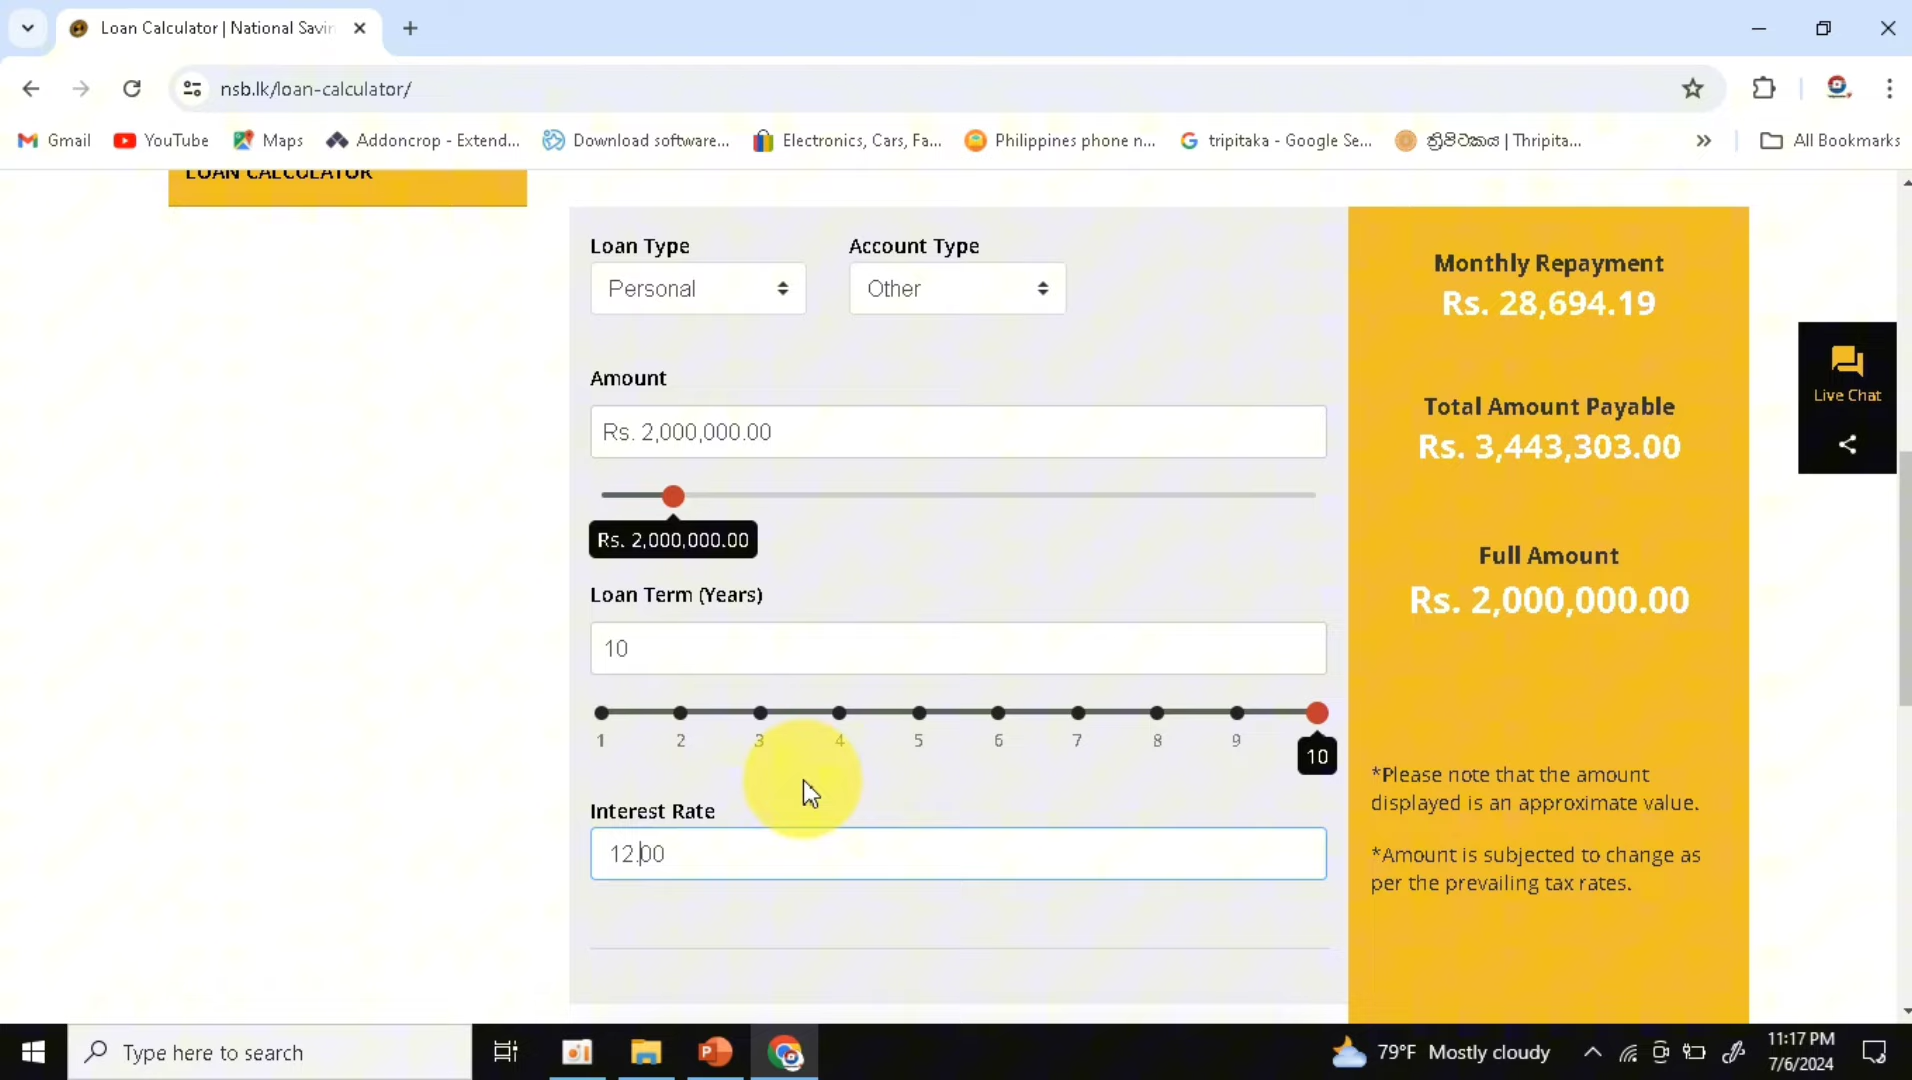 Loan Calculator | National Savin
nsb.lk/loan-calculator/
Gmail
YouTube
Maps
Addoncrop - Extend...
Download software...
Electronics, Cars, Fa...
Philippines phone n...
tripitaka - Google Se...
ත්‍රිපිටකය | Thripita...
»
All Bookmarks
LOAN CALCULATOR
Loan Type
Account Type
Personal
Other
Amount
Rs. 2,000,000.00
Rs. 2,000,000.00
Loan Term (Years)
10
1 2 3 4 5 6 7 8 9
10
Interest Rate
12.00
Monthly Repayment
Rs. 28,694.19
Total Amount Payable
Rs. 3,443,303.00
Full Amount
Rs. 2,000,000.00
*Please note that the amount
displayed is an approximate value.
*Amount is subjected to change as
per the prevailing tax rates.
Live Chat
Type here to search
79°F Mostly cloudy
11:17 PM
7/6/2024